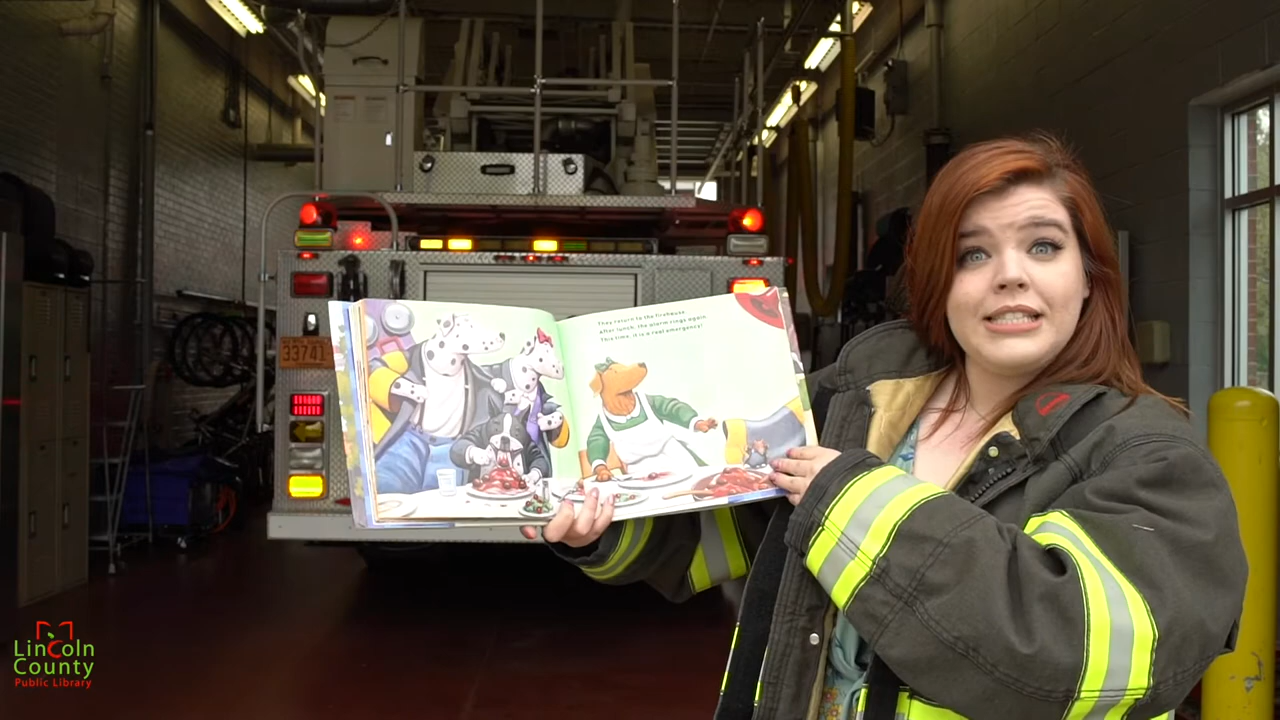 They return to the firehouse.
After lunch, the alarm rings again.
This time, it is a real emergency!
33741
LinColn
County
Public Library